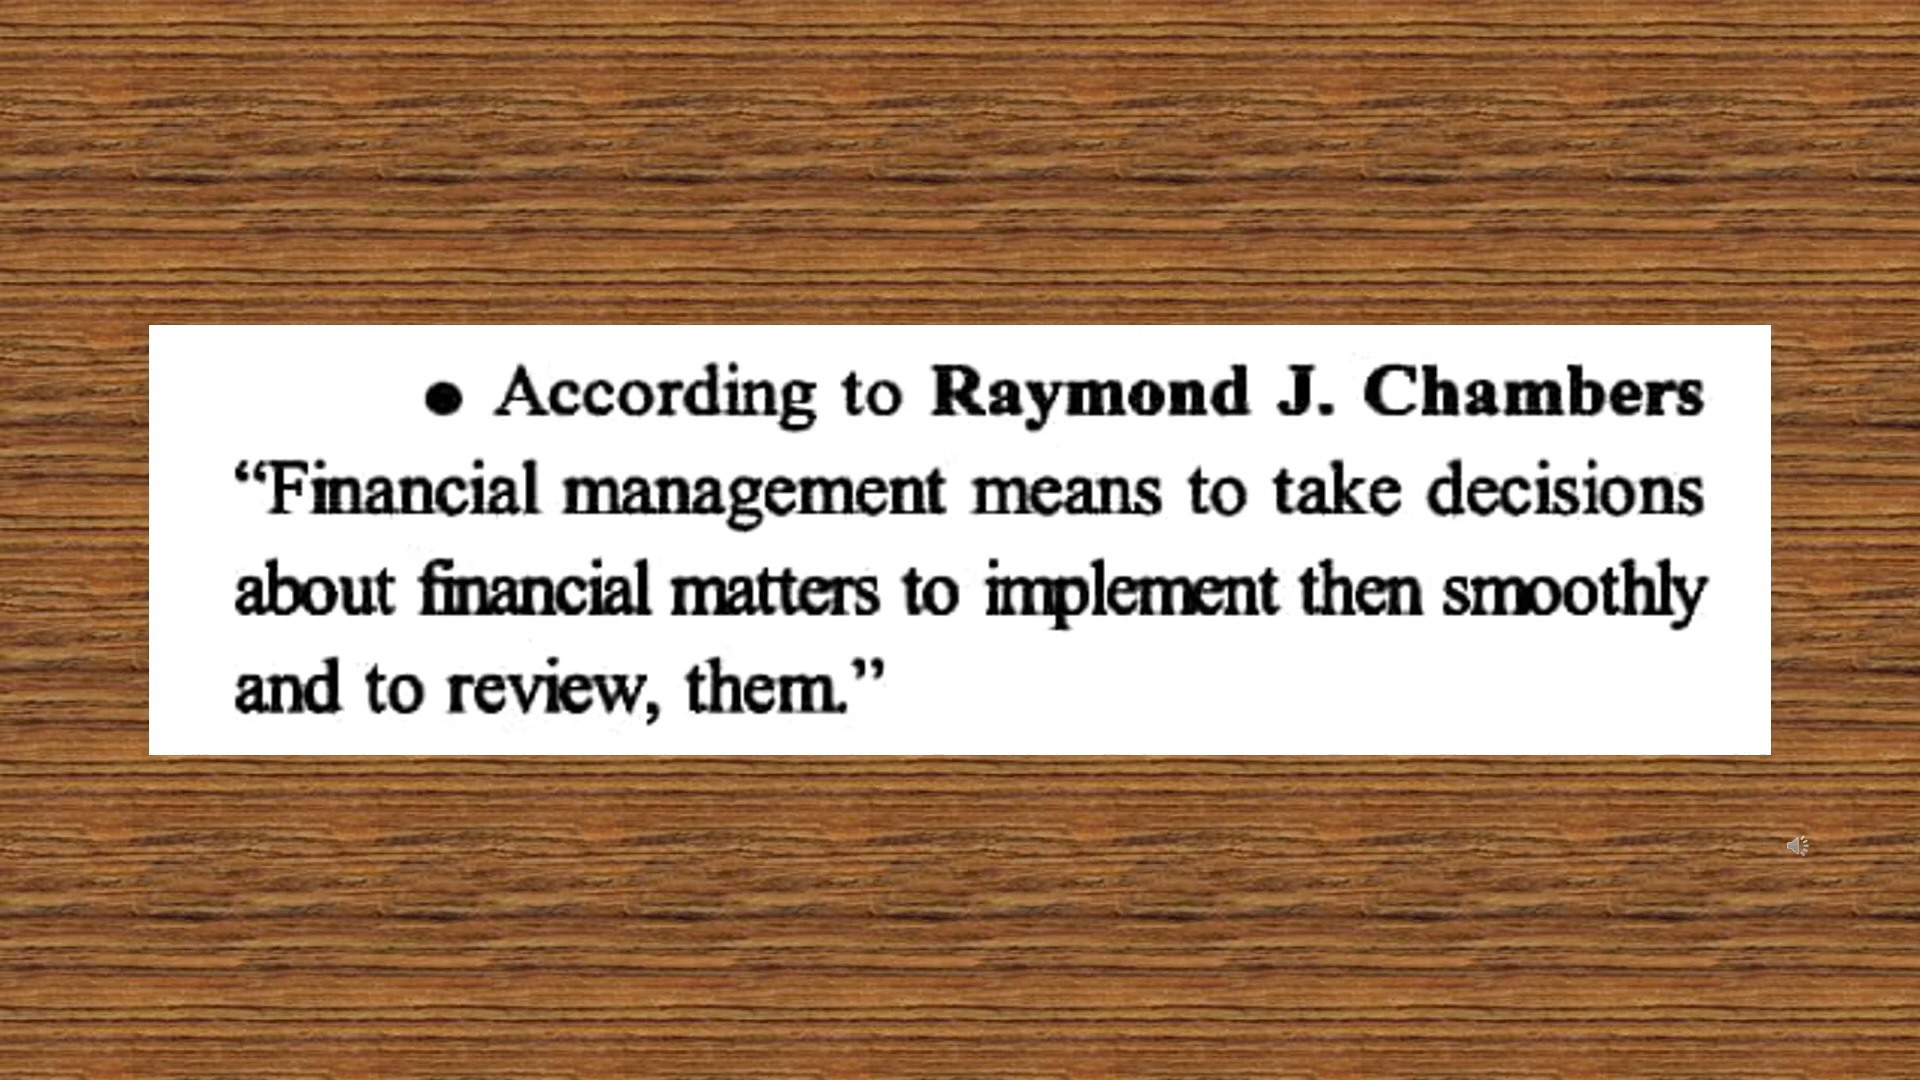 ● According to Raymond J. Chambers
“Financial management means to take decisions
about financial matters to implement then smoothly
and to review, them.”